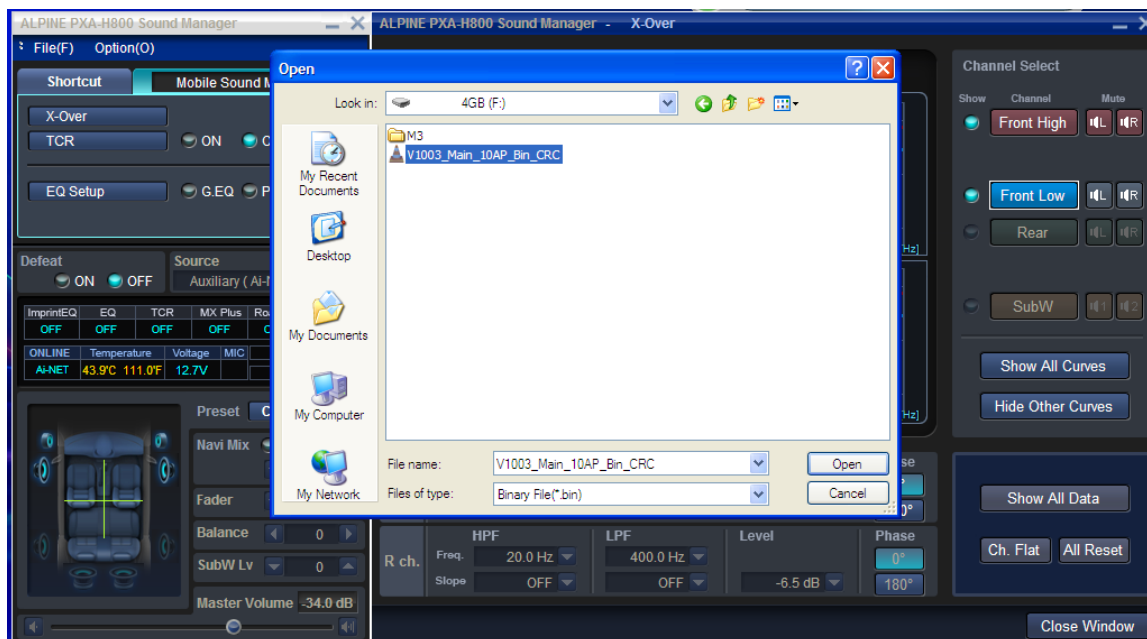 ALPINE PXA-H800 Sound Manager
File(F) Option(O)
Shortcut Mobile Sound M
X-Over
TCR ON
EQ Setup G.EQ P
Defeat Source
ON OFF Auxiliary ( Ai-
ImprintEQ EQ TCR MX Plus
OFF OFF OFF OFF
ONLINE Temperature Voltage MIC
Ai-NET 43.9'C 111.0'F 12.7V
Preset
Navi Mix
Fader
Balance 0
SubW Lv 0
Master Volume -34.0 dB
ALPINE PXA-H800 Sound Manager - X-Over
Open
Look in: 4GB (F:)
M3
V1003_Main_10AP_Bin_CRC
My Recent
Documents
Desktop
My Documents
My Computer
My Network
File name: V1003_Main_10AP_Bin_CRC Open
Files of type: Binary File(*.bin) Cancel
Hz]
Hz]
HPF LPF Level Phase
R ch. Freq. 20.0 Hz 400.0 Hz 0°
Slope OFF OFF -6.5 dB 180°
Channel Select
Show Channel Mute
Front High L R
Front Low L R
Rear L R
SubW 1 2
Show All Curves
Hide Other Curves
Show All Data
Ch. Flat All Reset
Close Window